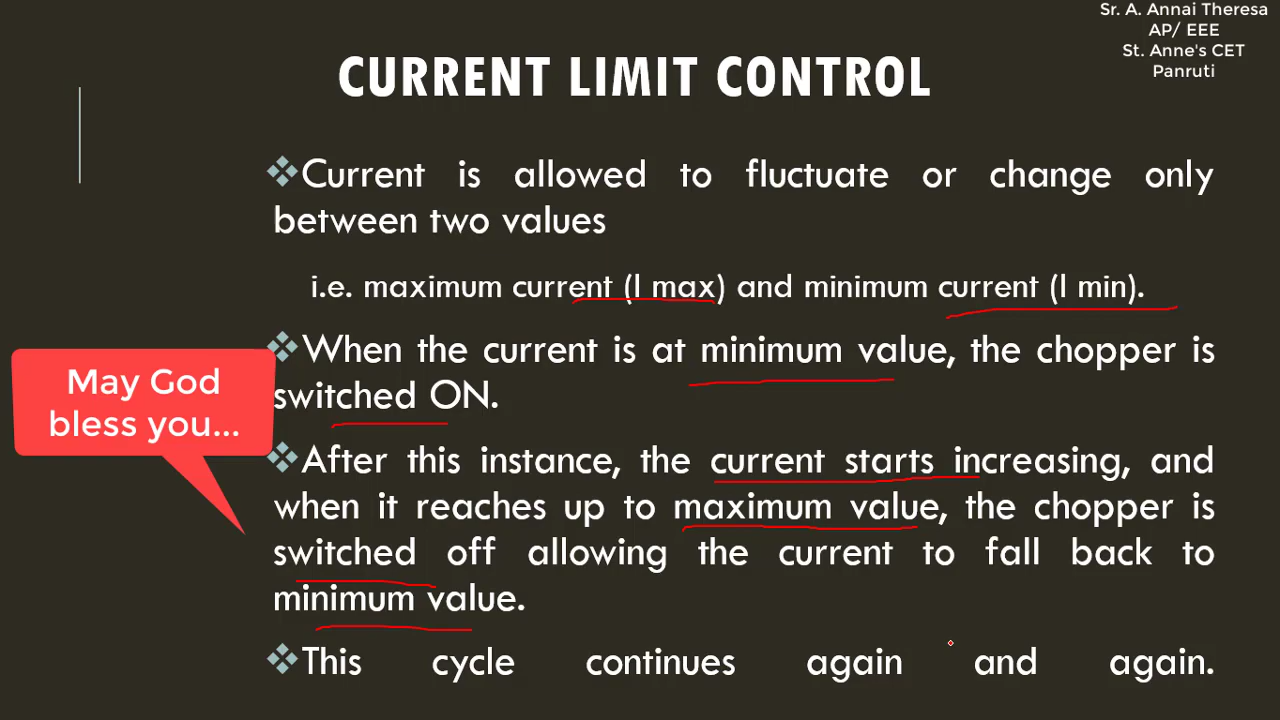 Sr. A. Annai Theresa
AP/ EEE
St. Anne's CET
Panruti
CURRENT LIMIT CONTROL
Current is allowed to fluctuate or change only
between two values
i.e. maximum current (I max) and minimum current (I min).
When the current is at minimum value, the chopper is
switched ON.
May God
bless you...
After this instance, the current starts increasing, and
when it reaches up to maximum value, the chopper is
switched off allowing the current to fall back to
minimum value.
This cycle continues again and again.